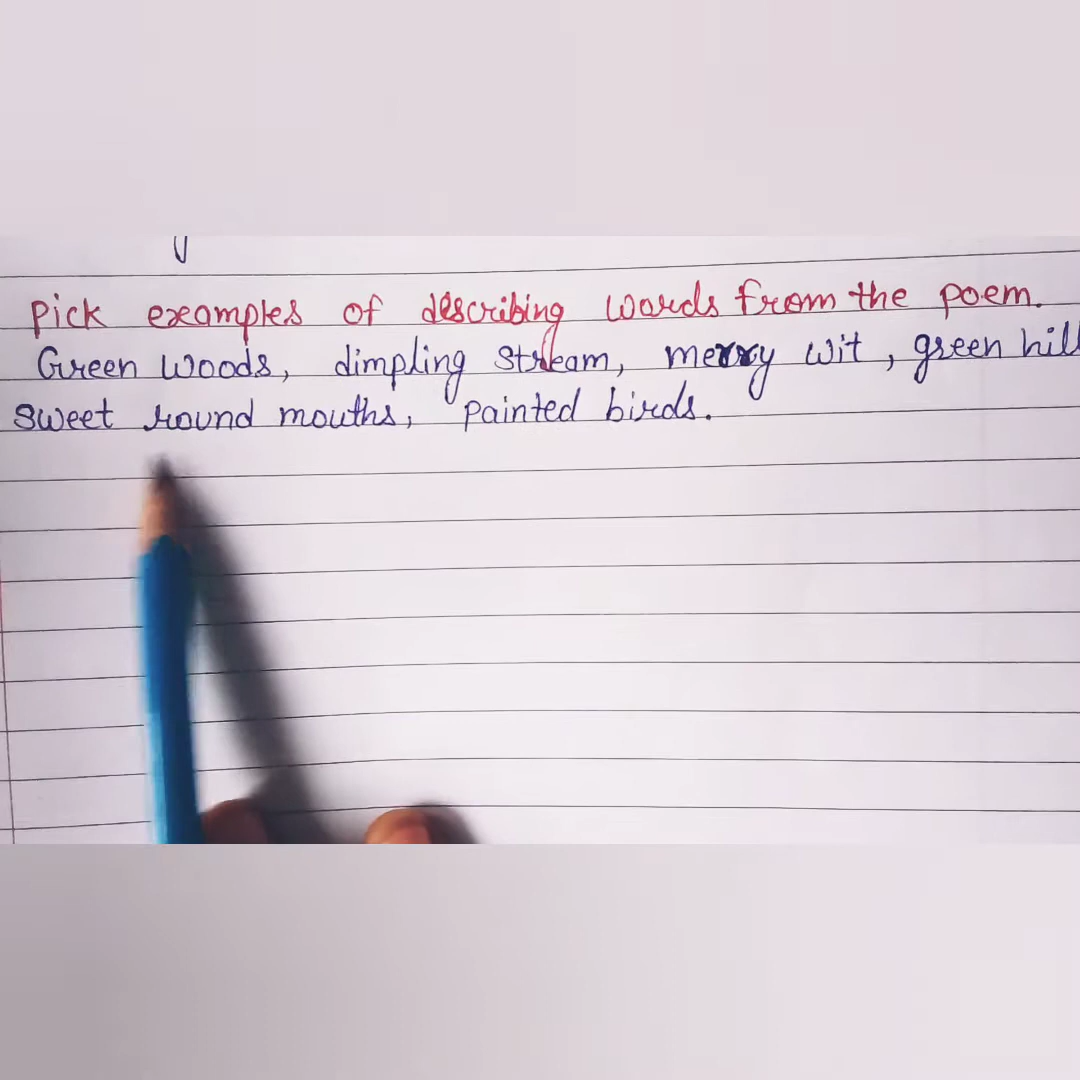 Pick examples of describing words from the poem.
Green woods, dimpling stream, merry wit, green hill
sweet round mouths, painted birds.